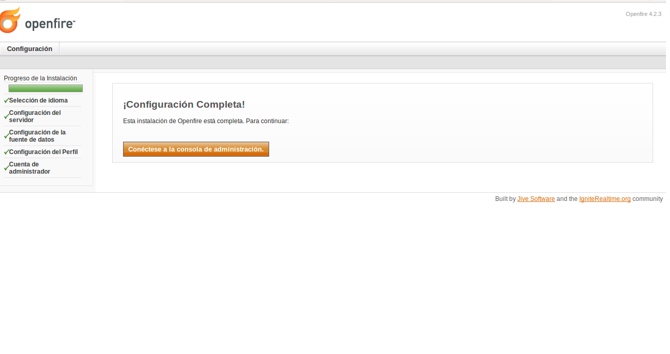 openfire
Openfire 4.2.3
Configuración
Progreso de la Instalación
Selección de idioma
Configuración del
servidor
Configuración de la
fuente de datos
Configuración del Perfil
Cuenta de
administrador
¡Configuración Completa!
Esta instalación de Openfire está completa. Para continuar:
Conéctese a la consola de administración.
Built by Jive Software and the IgniteRealtime.org community